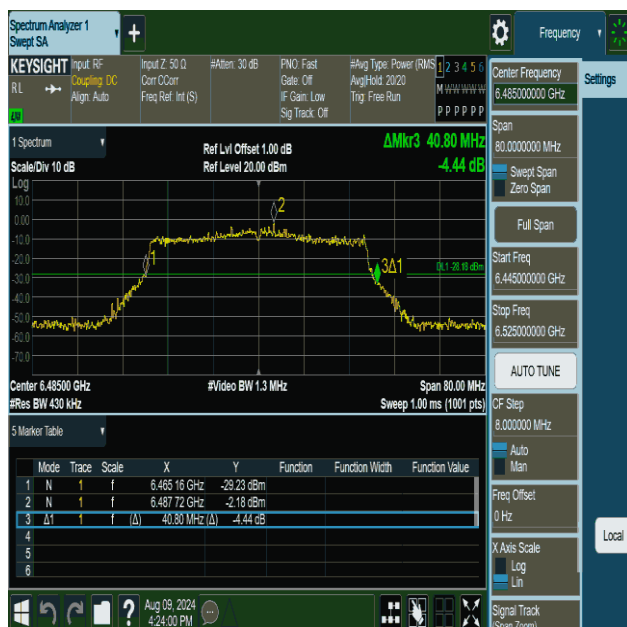 Spectrum Analyzer 1
Swept SA
+
Frequency
KEYSIGHT
RL
Input: RF
Coupling: DC
Align: Auto
Input Z: 50 Ω
Corr CCorr
Freq Ref: Int (S)
#Atten: 30 dB
PNO: Fast
Gate: Off
IF Gain: Low
Sig Track: Off
#Avg Type: Power (RMS
Avg|Hold: 20/20
Trig: Free Run
1 2 3 4 5 6
M W W W W W
P P P P P P
1 Spectrum
Scale/Div 10 dB
Log
Ref Lvl Offset 1.00 dB
Ref Level 20.00 dBm
ΔMkr3 40.80 MHz
-4.44 dB
10.0
0.00
-10.0
-20.0
-30.0
-40.0
-50.0
-60.0
-70.0
1
2
3Δ1
DL1 -28.18 dBm
Center 6.48500 GHz
#Res BW 430 kHz
#Video BW 1.3 MHz
Span 80.00 MHz
Sweep 1.00 ms (1001 pts)
5 Marker Table
Mode Trace Scale X Y Function Function Width Function Value
1 N 1 f 6.465 16 GHz -29.23 dBm
2 N 1 f 6.487 72 GHz -2.18 dBm
3 Δ1 1 f (Δ) 40.80 MHz (Δ) -4.44 dB
4
5
6
?
Aug 09, 2024
4:24:00 PM
Center Frequency
6.485000000 GHz
Span
80.0000000 MHz
Swept Span
Zero Span
Full Span
Start Freq
6.445000000 GHz
Stop Freq
6.525000000 GHz
AUTO TUNE
CF Step
8.000000 MHz
Auto
Man
Freq Offset
0 Hz
X Axis Scale
Log
Lin
Signal Track
(Span Zoom)
Settings
Local